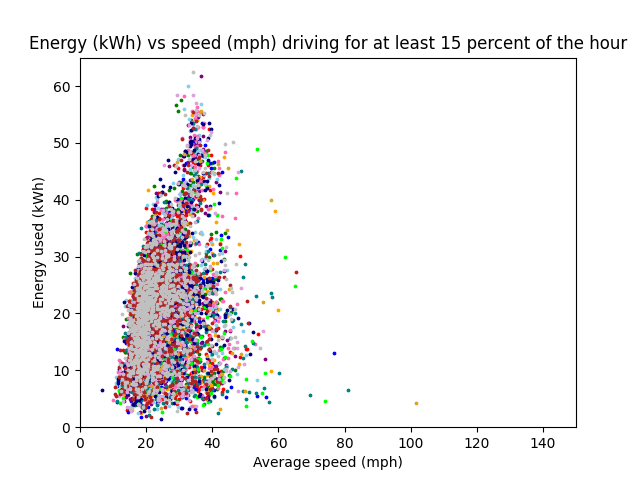 Energy (kWh) vs speed (mph) driving for at least 15 percent of the hour
60
50
40
30
20
10
0
Energy used (kWh)
0 20 40 60 80 100 120 140
Average speed (mph)